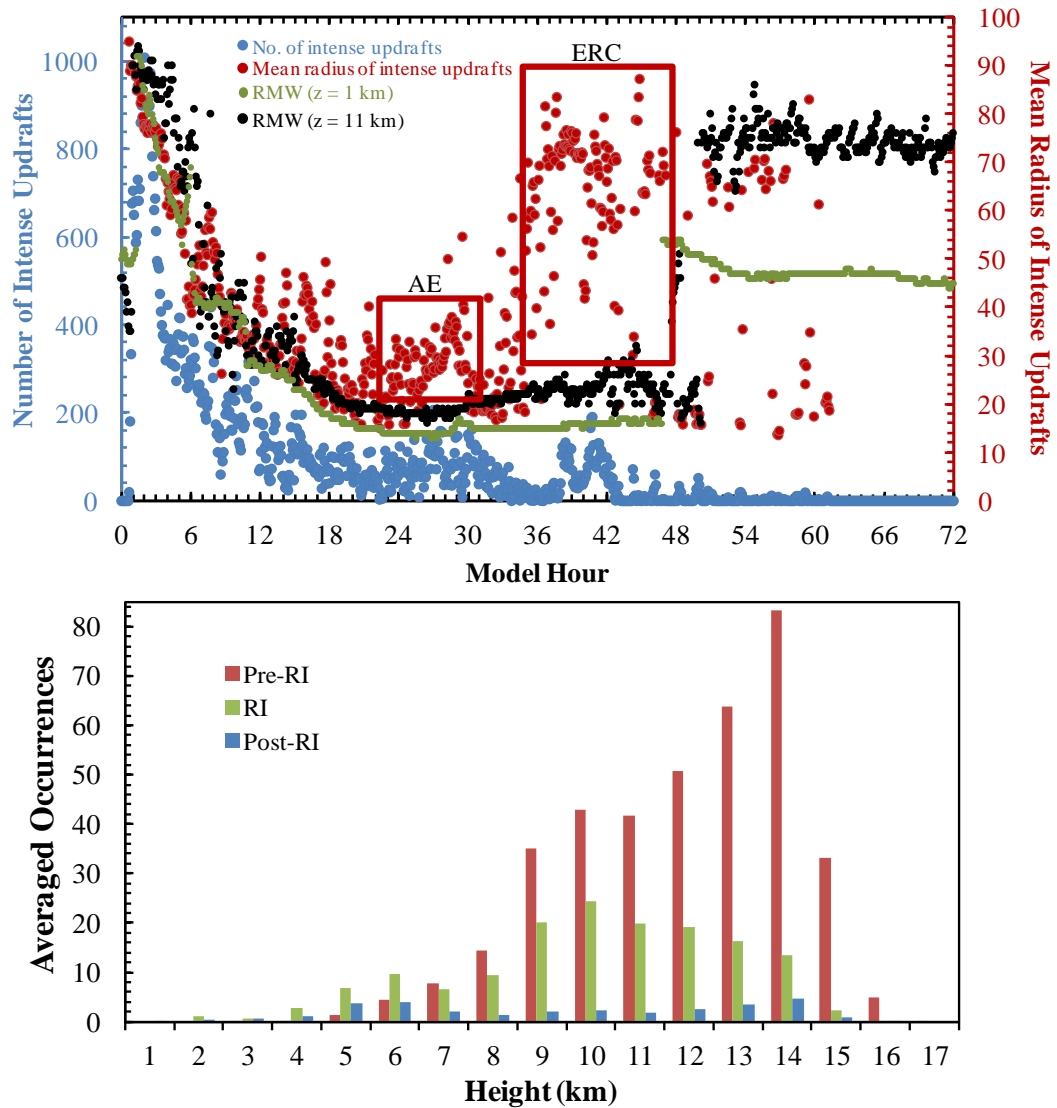 No. of intense updrafts
Mean radius of intense updrafts
RMW (z = 1 km)
RMW (z = 11 km)
ERC
AE
Number of Intense Updrafts
1000
800
600
400
200
0
Mean Radius of Intense Updrafts
100
90
80
70
60
50
40
30
20
10
0
0 6 12 18 24 30 36 42 48 54 60 66 72
Model Hour
Pre-RI
RI
Post-RI
Averaged Occurrences
80
70
60
50
40
30
20
10
0
1 2 3 4 5 6 7 8 9 10 11 12 13 14 15 16 17
Height (km)